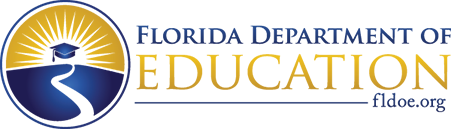 FLORIDA DEPARTMENT OF
EDUCATION
fldoe.org